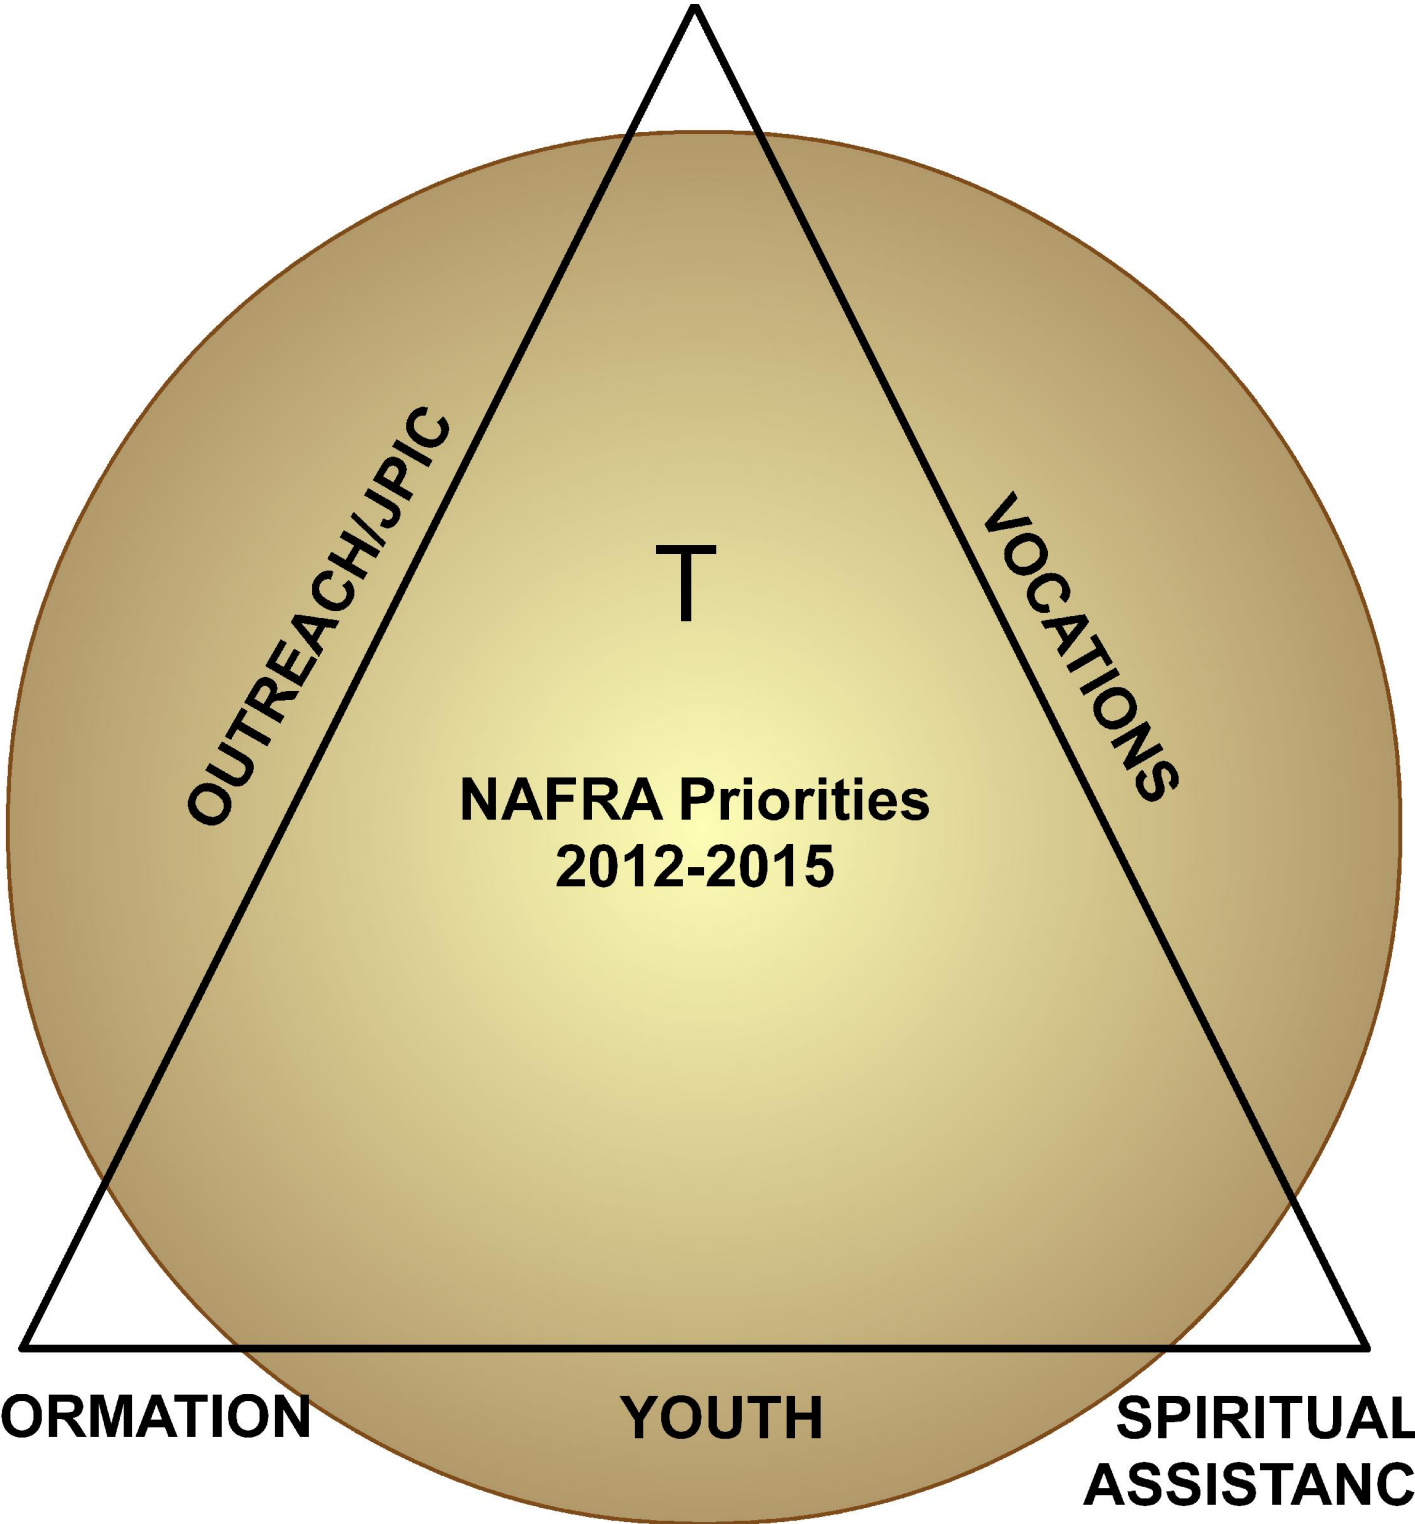 OUTREACH/JPIC
VOCATIONS
T
NAFRA Priorities
2012-2015
ORMATION
YOUTH
SPIRITUAL
ASSISTANC